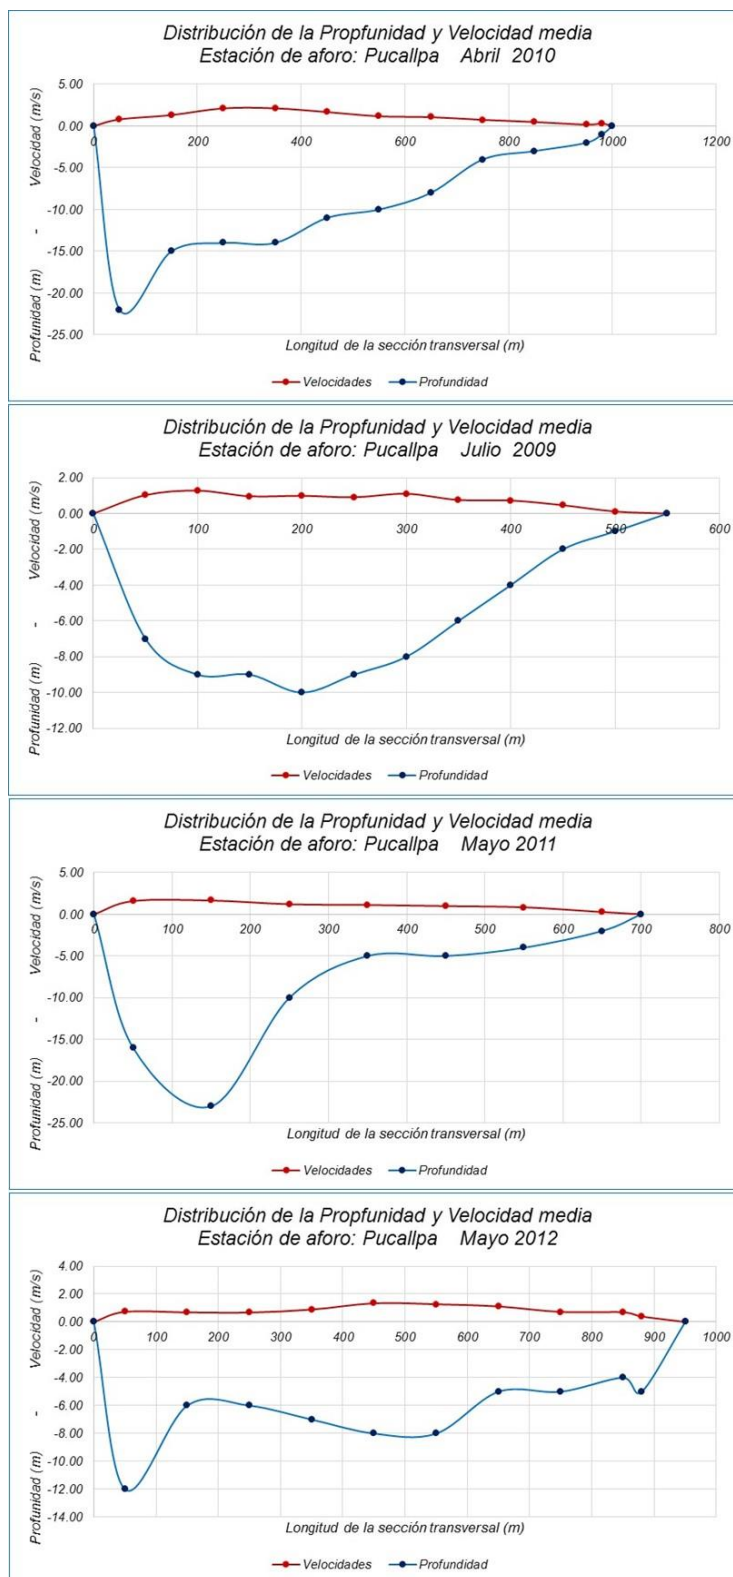 Distribución de la Propfunidad y Velocidad media
Estación de aforo: Pucallpa Abril 2010
Profunidad (m) - Velocidad (m/s)
5.00
0.00
-5.00
-10.00
-15.00
-20.00
-25.00
0 200 400 600 800 1000 1200
Longitud de la sección transversal (m)
Velocidades Profundidad
Distribución de la Propfunidad y Velocidad media
Estación de aforo: Pucallpa Julio 2009
Profunidad (m) - Velocidad (m/s)
2.00
0.00
-2.00
-4.00
-6.00
-8.00
-10.00
-12.00
0 100 200 300 400 500 600
Longitud de la sección transversal (m)
Velocidades Profundidad
Distribución de la Propfunidad y Velocidad media
Estación de aforo: Pucallpa Mayo 2011
Profunidad (m) - Velocidad (m/s)
5.00
0.00
-5.00
-10.00
-15.00
-20.00
-25.00
0 100 200 300 400 500 600 700 800
Longitud de la sección transversal (m)
Velocidades Profundidad
Distribución de la Propfunidad y Velocidad media
Estación de aforo: Pucallpa Mayo 2012
Profunidad (m) - Velocidad (m/s)
4.00
2.00
0.00
-2.00
-4.00
-6.00
-8.00
-10.00
-12.00
-14.00
0 100 200 300 400 500 600 700 800 900 1000
Longitud de la sección transversal (m)
Velocidades Profundidad